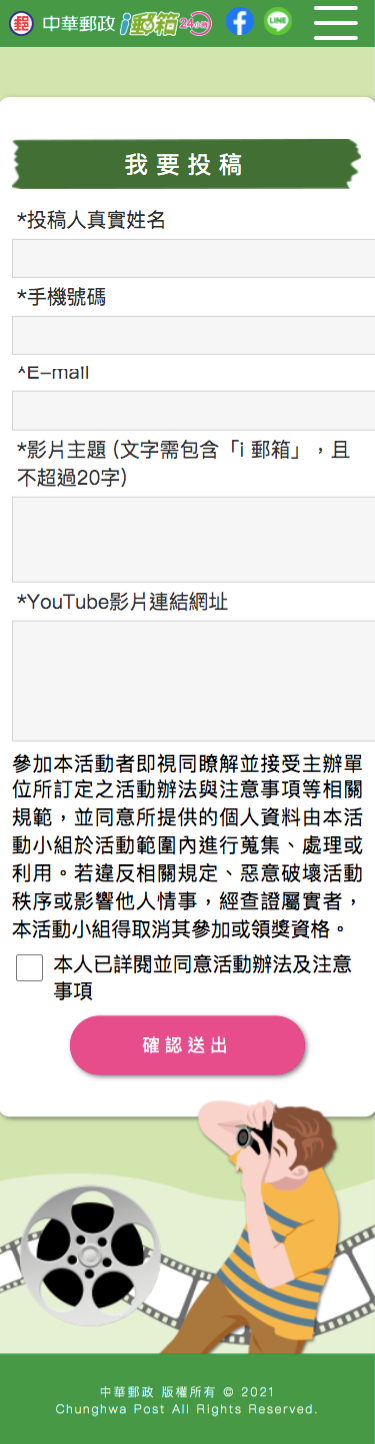 中華郵政 i郵箱 24小時
我要投稿
*投稿人真實姓名
*手機號碼
*E-mail
*影片主題 (文字需包含「i 郵箱」，且
不超過20字)
*YouTube影片連結網址
參加本活動者即視同瞭解並接受主辦單
位所訂定之活動辦法與注意事項等相關
規範，並同意所提供的個人資料由本活
動小組於活動範圍內進行蒐集、處理或
利用。若違反相關規定、惡意破壞活動
秩序或影響他人情事，經查證屬實者，
本活動小組得取消其參加或領獎資格。
本人已詳閱並同意活動辦法及注意
事項
確認送出
中華郵政 版權所有 © 2021
Chunghwa Post All Rights Reserved.